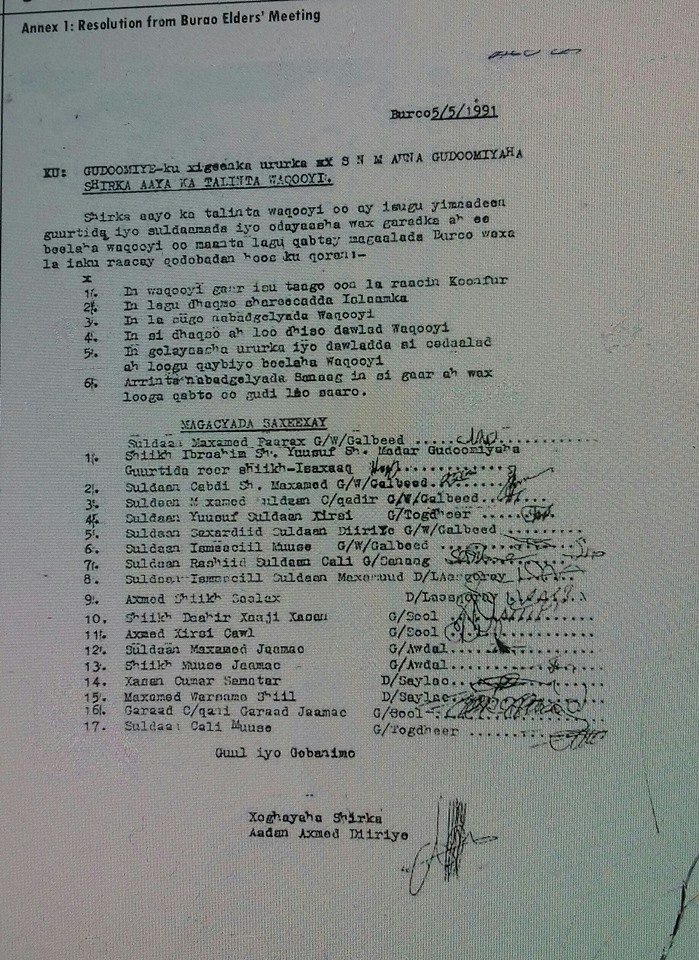 Annex 1: Resolution from Burao Elders' Meeting
Burco5/5/1991
KU: GUDOOMIYE-ku xigeenka ururka xx S N M AHNA GUDOOMIYAHA
SHIRKA AAYA KA TALINTA WAQOOYI.
Shirka aayo ka talinta waqooyi oo ay isugu yimaadeen
guurtida iyo suldaamada iyo odayaasha wax garadka ah ee
beelaha waqooyi oo maanta lagu qabtay magaalada Burco waxa
la isku raacay qodobadan hoos ku qoran:-
1. In waqooyi gaar isu taago oon la raacin Koonfur
2. In lagu dhaqmo shareecadda Islaamka
3. In la sugo nabadgelyada Waqooyi
4. In si dhaqso ah loo dhiso dawlad Waqooyi
5. In golayaasha ururka iyo dawladda si cadaalad
ah loogu qaybiyo beelaha Waqooyi
6. Arrinta nabadgelyada Sanaag in si gaar ah wax
looga qabto oo gudi loo saaro.
MAGACYADA SAXEEXAY
Suldaan Maxamed Faarax G/W/Galbeed
1. Shiikh Ibraahim Sh. Yuusuf Sh. Madar Gudoomiyaha
Guurtida reer shiikh-Isaxaaq
2. Suldaan Cabdi Sh. Maxamed G/W/Galbeed
3. Suldaan M xamed uldaan C/qadir G/W/Galbeed
4. Suldaan Yuusuf Suldaan Xirsi G/Togdheer
5. Suldaan Saxardiid Suldaan Diiriye G/W/Galbeed
6. Suldaan Ismaaciil Muuse G/W/Galbeed
7. Suldaan Rashiid Suldaan Cali G/Sanaag
8. Suldaan Ismaacill Suldaan Maxamuud D/LAasqoray
9. Axmed Shiikh Saalax D/Laasqoray
10. Shiikh Daahir Xaaji Xasan G/Sool
11. Axmed Xirsi Cawl G/Sool
12. Suldaan Maxamed Jaamac G/Awdal
13. Shiikh Muuse Jaamac G/Awdal
14. Xasan Cumar Samatar D/Saylac
15. Maxamed Warsame Shiil D/Saylac
16. Garaad C/qani Garaad Jaamac G/Sool
17. Suldaan Cali Muuse G/Togdheer
Guul iyo Gobanimo
Xoghayaha Shirka
Aadan Axmed Diiriye